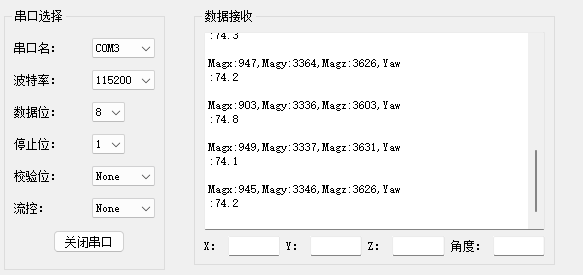 串口选择
串口名: COM3
波特率: 115200
数据位: 8
停止位: 1
校验位: None
流控: None
关闭串口
数据接收
:74.3
Magx:947,Magy:3364,Magz:3626,Yaw
:74.2
Magx:903,Magy:3336,Magz:3603,Yaw
:74.8
Magx:949,Magy:3337,Magz:3631,Yaw
:74.1
Magx:945,Magy:3346,Magz:3626,Yaw
:74.2
X: Y: Z: 角度: